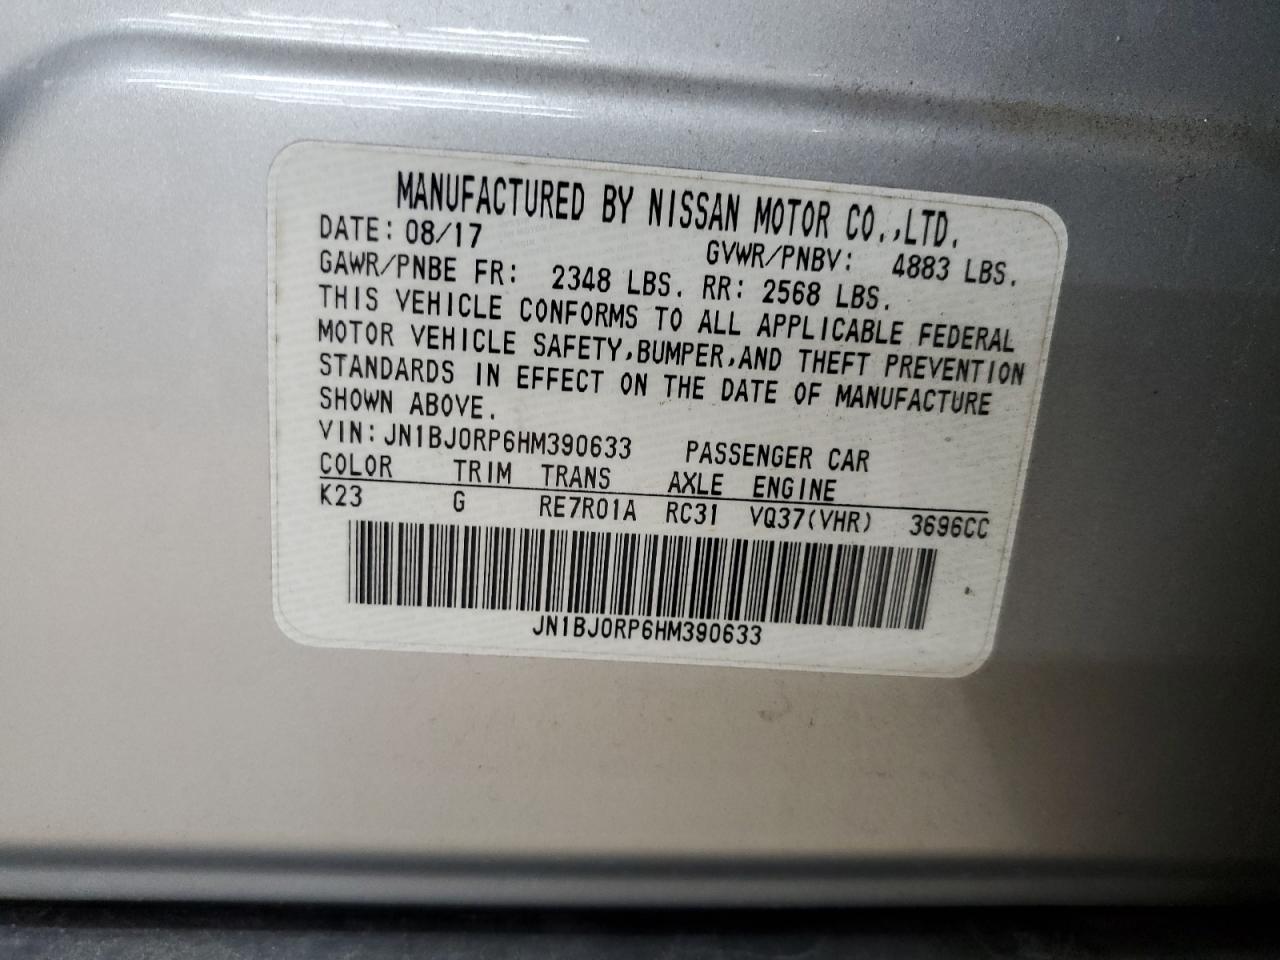 MANUFACTURED BY NISSAN MOTOR CO.,LTD.
DATE: 08/17 GVWR/PNBV: 4883 LBS.
GAWR/PNBE FR: 2348 LBS. RR: 2568 LBS.
THIS VEHICLE CONFORMS TO ALL APPLICABLE FEDERAL
MOTOR VEHICLE SAFETY,BUMPER,AND THEFT PREVENTION
STANDARDS IN EFFECT ON THE DATE OF MANUFACTURE
SHOWN ABOVE.
VIN: JN1BJ0RP6HM390633 PASSENGER CAR
COLOR TRIM TRANS AXLE ENGINE
K23 G RE7R01A RC31 VQ37(VHR) 3696CC
JN1BJ0RP6HM390633